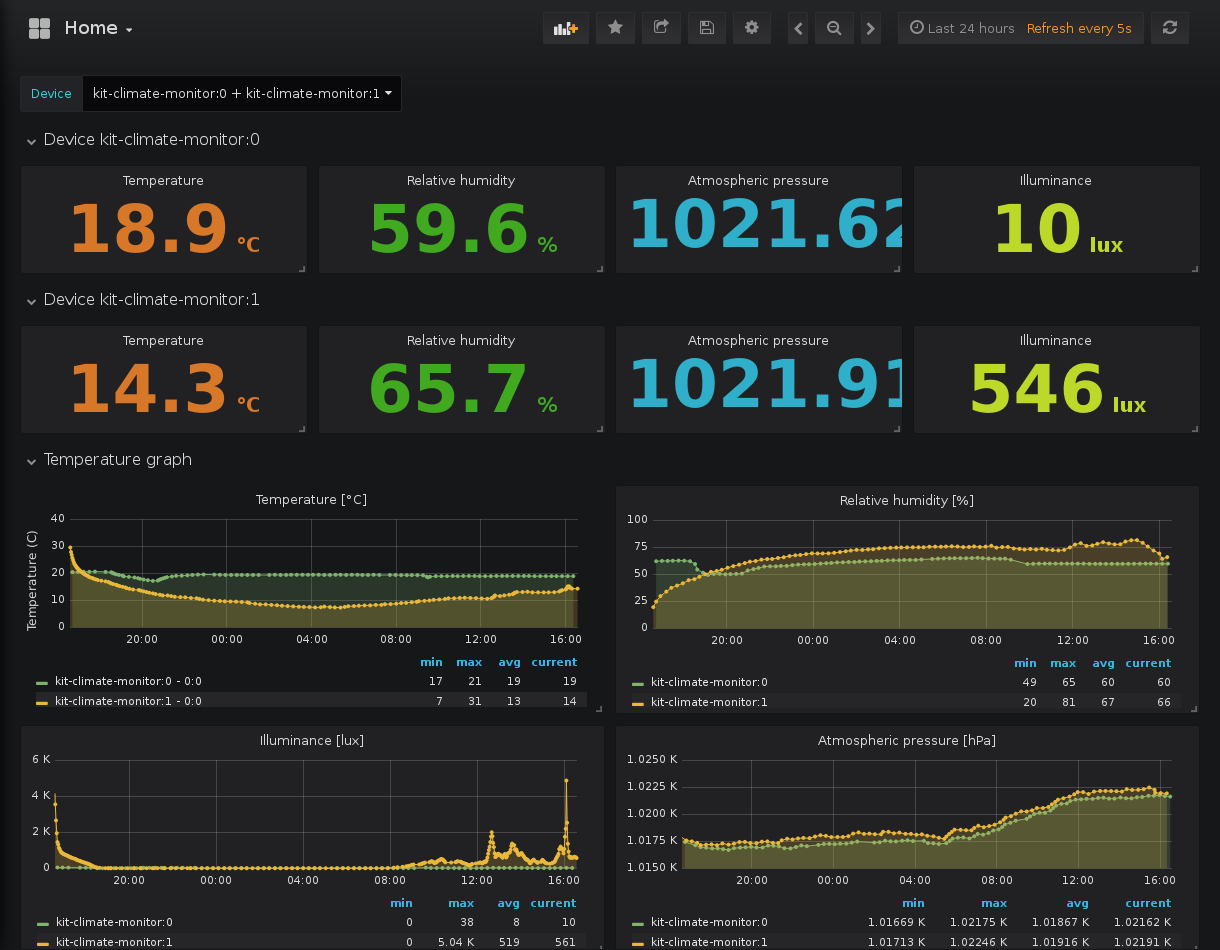 Home
Last 24 hours Refresh every 5s
Device kit-climate-monitor:0 + kit-climate-monitor:1
Device kit-climate-monitor:0
Temperature Relative humidity Atmospheric pressure Illuminance
18.9 °C 59.6 % 1021.62 10 lux
Device kit-climate-monitor:1
Temperature Relative humidity Atmospheric pressure Illuminance
14.3 °C 65.7 % 1021.91 546 lux
Temperature graph
Temperature [°C]
Temperature (C)
40
30
20
10
0
20:00 00:00 04:00 08:00 12:00 16:00
min max avg current
kit-climate-monitor:0 - 0:0 17 21 19 19
kit-climate-monitor:1 - 0:0 7 31 13 14
Relative humidity [%]
100
75
50
25
0
20:00 00:00 04:00 08:00 12:00 16:00
min max avg current
kit-climate-monitor:0 49 65 60 60
kit-climate-monitor:1 20 81 67 66
Illuminance [lux]
6 K
4 K
2 K
0
20:00 00:00 04:00 08:00 12:00 16:00
min max avg current
kit-climate-monitor:0 0 38 8 10
kit-climate-monitor:1 0 5.04 K 519 561
Atmospheric pressure [hPa]
1.0250 K
1.0225 K
1.0200 K
1.0175 K
1.0150 K
20:00 00:00 04:00 08:00 12:00 16:00
min max avg current
kit-climate-monitor:0 1.01669 K 1.02175 K 1.01867 K 1.02162 K
kit-climate-monitor:1 1.01713 K 1.02246 K 1.01916 K 1.02191 K